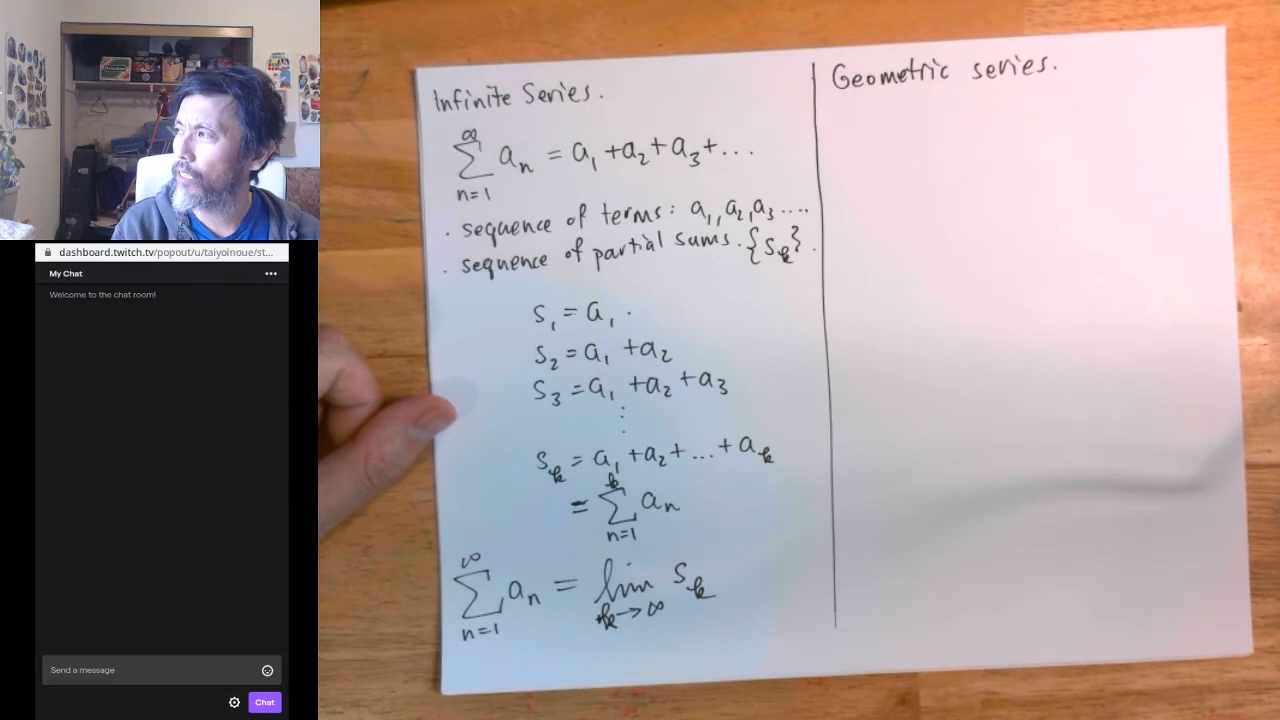 dashboard.twitch.tv/popout/u/taiyoinoue/st...
My Chat
Welcome to the chat room!
Send a message
Chat
Infinite Series.
∞
∑ aₙ = a₁ + a₂ + a₃ + ...
n=1
· sequence of terms: a₁, a₂, a₃ ....
· sequence of partial sums. {sₖ}.
s₁ = a₁.
s₂ = a₁ + a₂
s₃ = a₁ + a₂ + a₃
⋮
sₖ = a₁ + a₂ + ... + aₖ
k
= ∑ aₙ
n=1
∞
∑ aₙ = lim sₖ
n=1 k→∞
Geometric series.